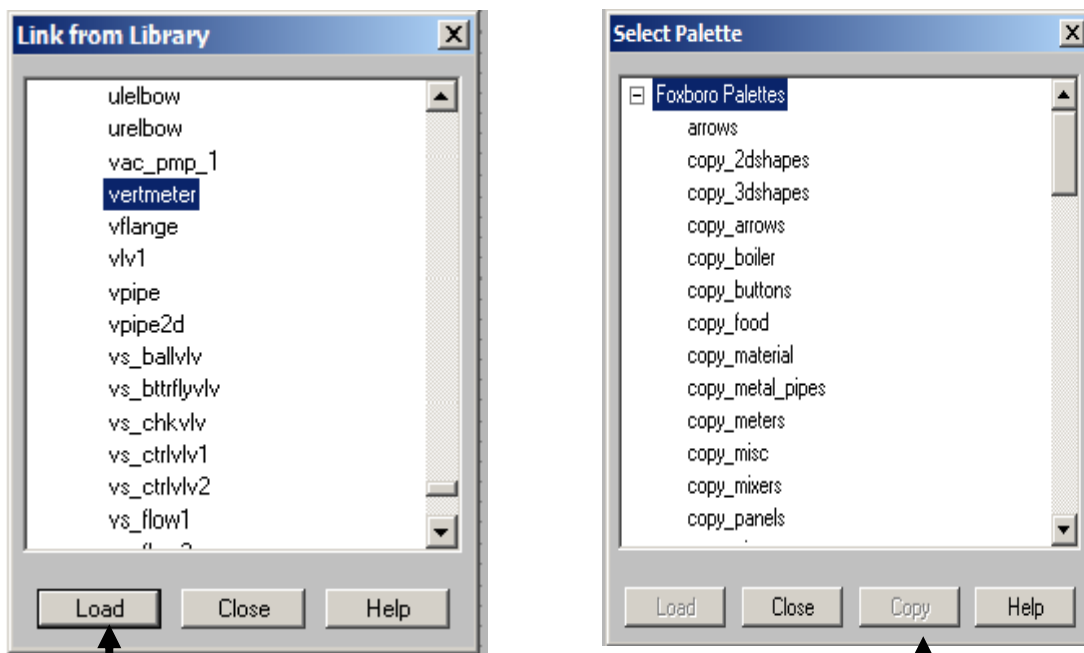 Link from Library
ulelbow
urelbow
vac_pmp_1
vertmeter
vflange
vlv1
vpipe
vpipe2d
vs_ballvlv
vs_bttrflyvlv
vs_chkvlv
vs_ctrlvlv1
vs_ctrlvlv2
vs_flow1
Load Close Help
Select Palette
Foxboro Palettes
arrows
copy_2dshapes
copy_3dshapes
copy_arrows
copy_boiler
copy_buttons
copy_food
copy_material
copy_metal_pipes
copy_meters
copy_misc
copy_mixers
copy_panels
Load Close Copy Help